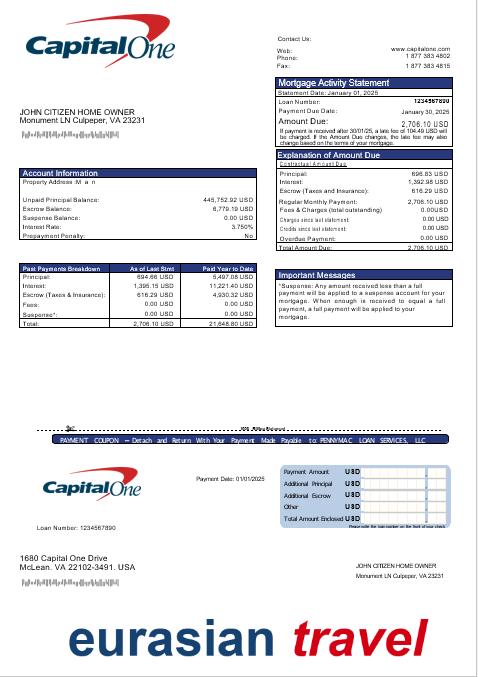 CapitalOne
Contact Us:
Web: www.capitalone.com
Phone: 1 877 383 4802
Fax: 1 877 383 4815
Mortgage Activity Statement
Statement Date: January 01, 2025
Loan Number: 1234567890
Payment Due Date: January 30, 2025
Amount Due: 2,706.10 USD
If payment is received after 30/01/25, a late fee of 104.49 USD will
be charged. If the Amount Due changes, the late fee may also
change based on the terms of your mortgage.
JOHN CITIZEN HOME OWNER
Monument LN Culpeper, VA 23231
Account Information
Property Address :M a n
Unpaid Principal Balance: 445,752.92 USD
Escrow Balance: 6,779.19 USD
Suspense Balance: 0.00 USD
Interest Rate: 3.750%
Prepayment Penalty: No
Explanation of Amount Due
Contractual Amount Due
Principal: 696.83 USD
Interest: 1,392.98 USD
Escrow (Taxes and Insurance): 616.29 USD
Regular Monthly Payment: 2,706.10 USD
Fees & Charges (total outstanding) 0.00USD
Charges since last statement: 0.00 USD
Credits since last statement: 0.00 USD
Overdue Payment: 0.00 USD
Total Amount Due: 2,706.10 USD
Past Payments Breakdown As of Last Stmt Paid Year to Date
Principal: 694.66 USD 5,497.08 USD
Interest: 1,395.15 USD 11,221.40 USD
Escrow (Taxes & Insurance): 616.29 USD 4,930.32 USD
Fees: 0.00 USD 0.00 USD
Suspense*: 0.00 USD 0.00 USD
Total: 2,706.10 USD 21,648.80 USD
Important Messages
*Suspense: Any amount received less than a full
payment will be applied to a suspense account for your
mortgage. When enough is received to equal a full
payment, a full payment will be applied to your
mortgage.
PAYMENT COUPON – Detach and Return With Your Payment Made Payable to: PENNYMAC LOAN SERVICES, LLC
CapitalOne
Payment Date: 01/01/2025
Loan Number: 1234567890
Payment Amount USD
Additional Principal USD
Additional Escrow USD
Other USD
Total Amount Enclosed USD
Please write the loan number on the front of your check
1680 Capital One Drive
McLean. VA 22102-3491. USA
JOHN CITIZEN HOME OWNER
Monument LN Culpeper, VA 23231
eurasian travel